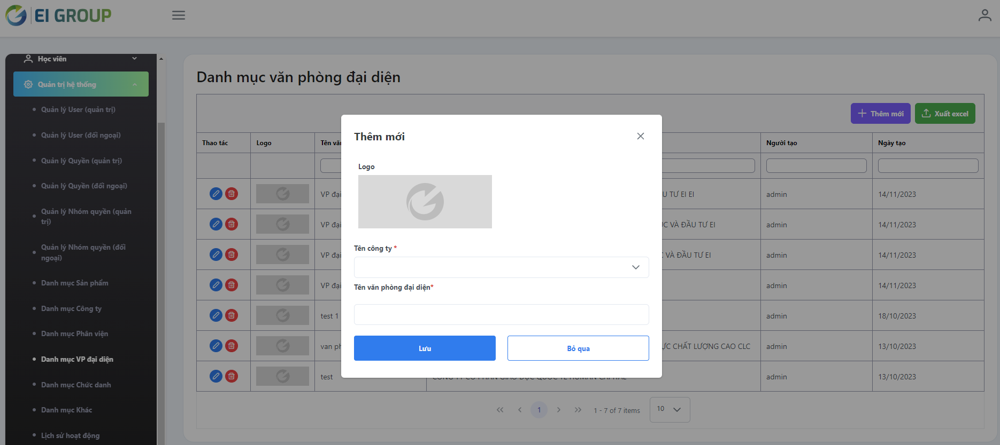 EI GROUP
Học viên
Quản trị hệ thống
Quản lý User (quản trị)
Quản lý User (đối ngoại)
Quản lý Quyền (quản trị)
Quản lý Quyền (đối ngoại)
Quản lý Nhóm quyền (quản
trị)
Quản lý Nhóm quyền (đối
ngoại)
Danh mục Sản phẩm
Danh mục Công ty
Danh mục Phân viện
Danh mục VP đại diện
Danh mục Chức danh
Danh mục Khác
Lịch sử hoạt động
Danh mục văn phòng đại diện
Thêm mới Xuất excel
Thao tác Logo Tên Người tạo Ngày tạo
VP TƯ EI EI admin 14/11/2023
VP VÀ ĐẦU TƯ EI admin 14/11/2023
VP VÀ ĐẦU TƯ EI admin 14/11/2023
VP admin 14/11/2023
test 1 admin 18/10/2023
van CHẤT LƯỢNG CAO CLC admin 13/10/2023
test admin 13/10/2023
1 1 - 7 of 7 items 10
Thêm mới
Logo
Tên công ty *
Tên văn phòng đại diện*
Lưu Bỏ qua